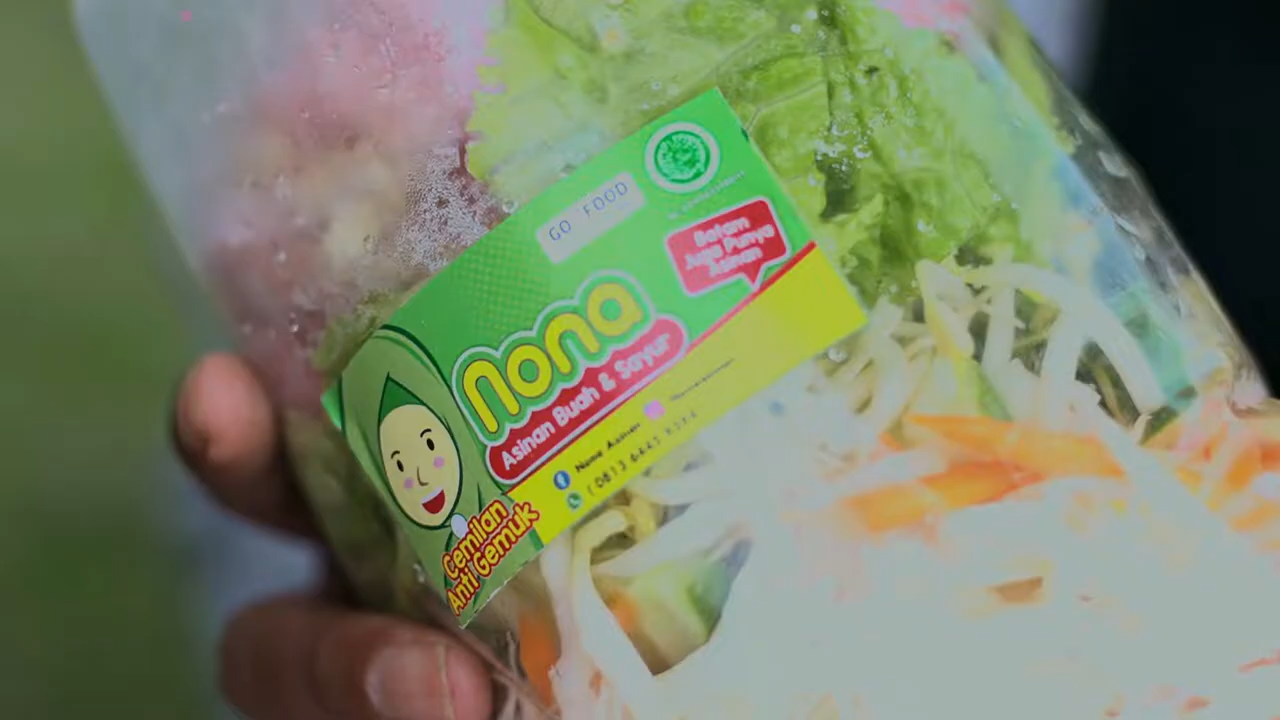 GO FOOD
Batam
Juga Punya
Asinan
nona
Asinan Buah & Sayur
Nona Asinan
Cemilan
Anti Gemuk